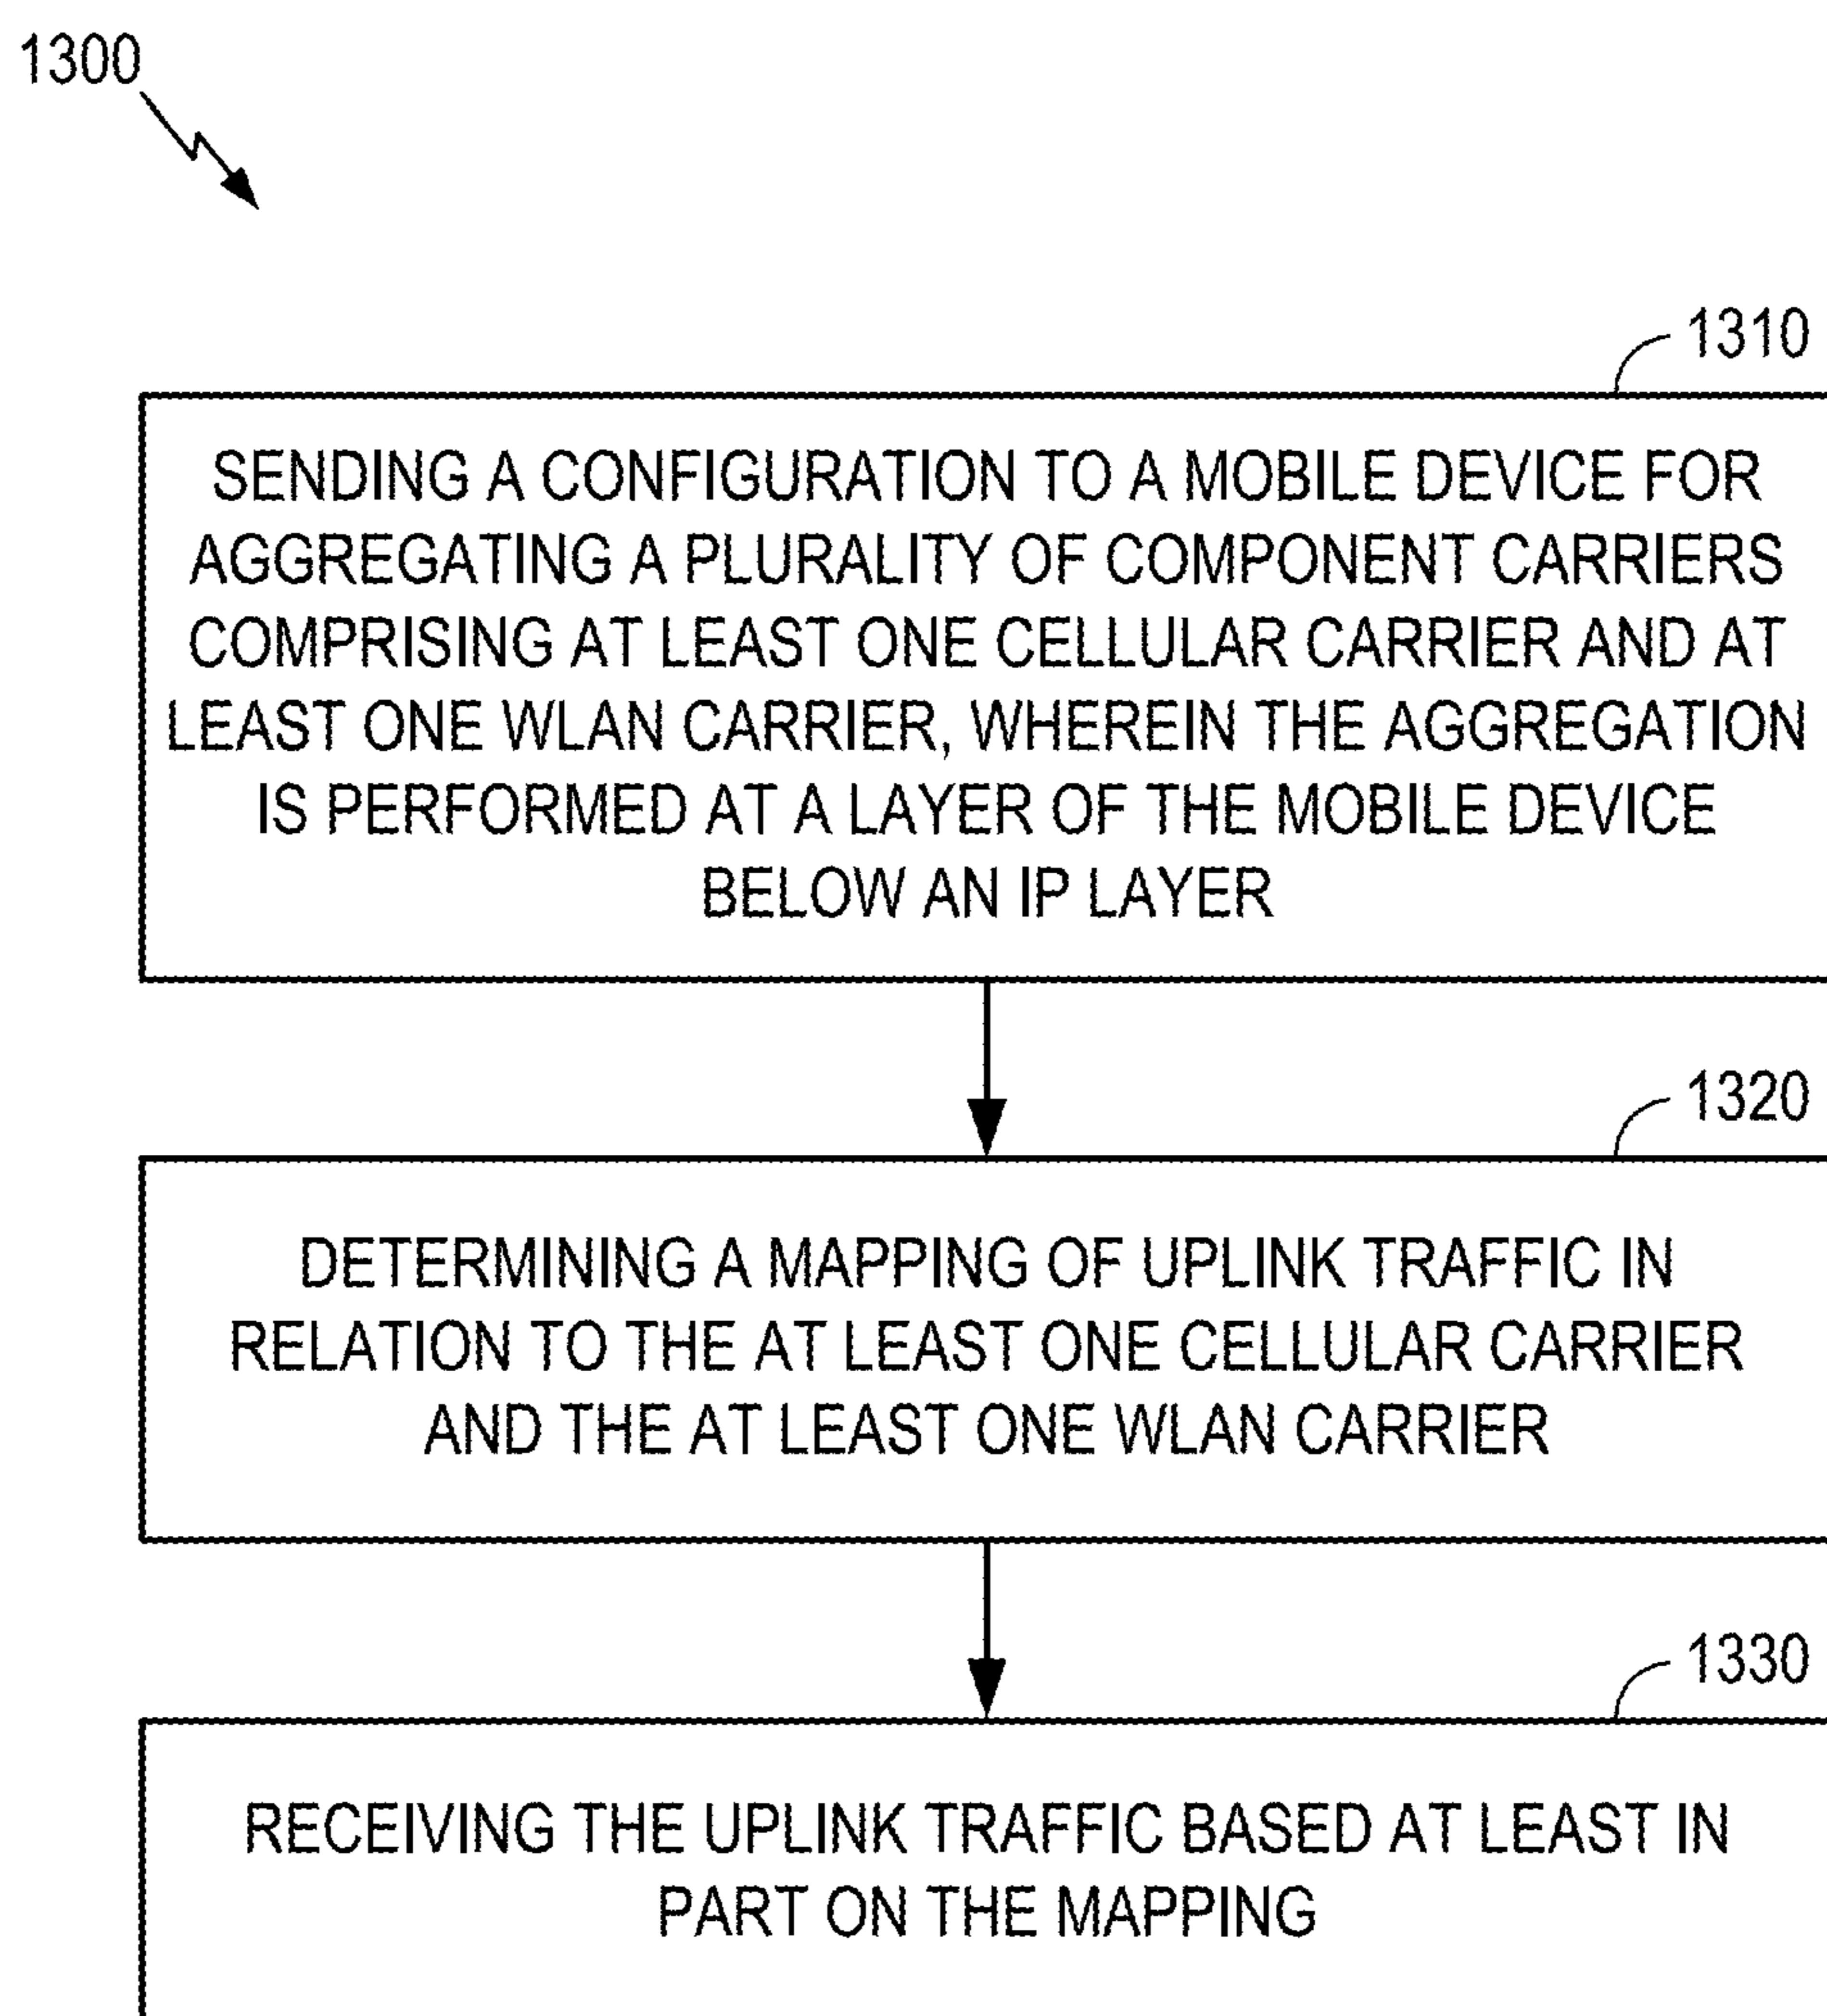 1300
1310
SENDING A CONFIGURATION TO A MOBILE DEVICE FOR
AGGREGATING A PLURALITY OF COMPONENT CARRIERS
COMPRISING AT LEAST ONE CELLULAR CARRIER AND AT
LEAST ONE WLAN CARRIER, WHEREIN THE AGGREGATION
IS PERFORMED AT A LAYER OF THE MOBILE DEVICE
BELOW AN IP LAYER
1320
DETERMINING A MAPPING OF UPLINK TRAFFIC IN
RELATION TO THE AT LEAST ONE CELLULAR CARRIER
AND THE AT LEAST ONE WLAN CARRIER
1330
RECEIVING THE UPLINK TRAFFIC BASED AT LEAST IN
PART ON THE MAPPING